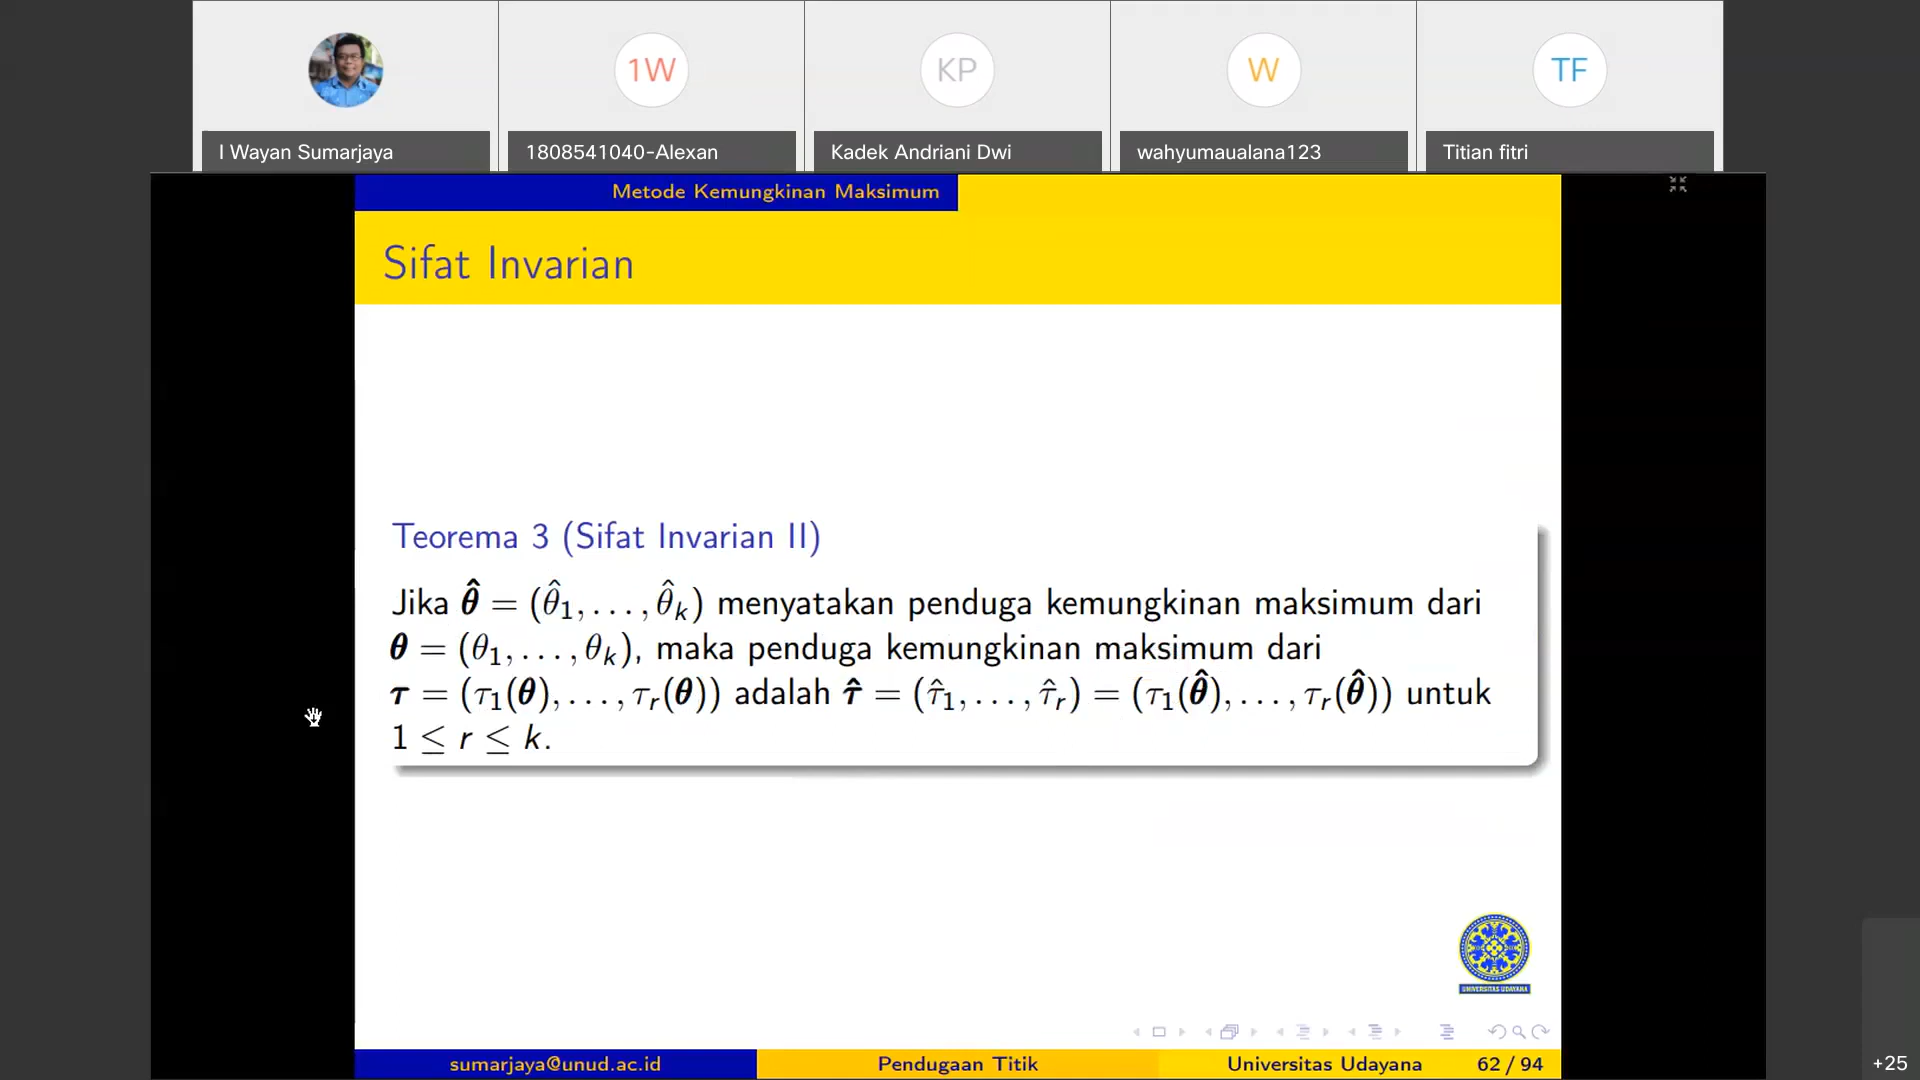 1W
KP
W
TF
I Wayan Sumarjaya
1808541040-Alexan
Kadek Andriani Dwi
wahyumaualana123
Titian fitri
Metode Kemungkinan Maksimum
Sifat Invarian
Teorema 3 (Sifat Invarian II)
Jika 𝛉̂ = (θ̂₁, . . . , θ̂ₖ) menyatakan penduga kemungkinan maksimum dari
𝛉 = (θ₁, . . . , θₖ), maka penduga kemungkinan maksimum dari
𝛕 = (τ₁(𝛉), . . . , τᵣ(𝛉)) adalah 𝛕̂ = (τ̂₁, . . . , τ̂ᵣ) = (τ₁(𝛉̂), . . . , τᵣ(𝛉̂)) untuk
1 ≤ r ≤ k.
UNIVERSITAS UDAYANA
sumarjaya@unud.ac.id
Pendugaan Titik
Universitas Udayana
62 / 94
+25